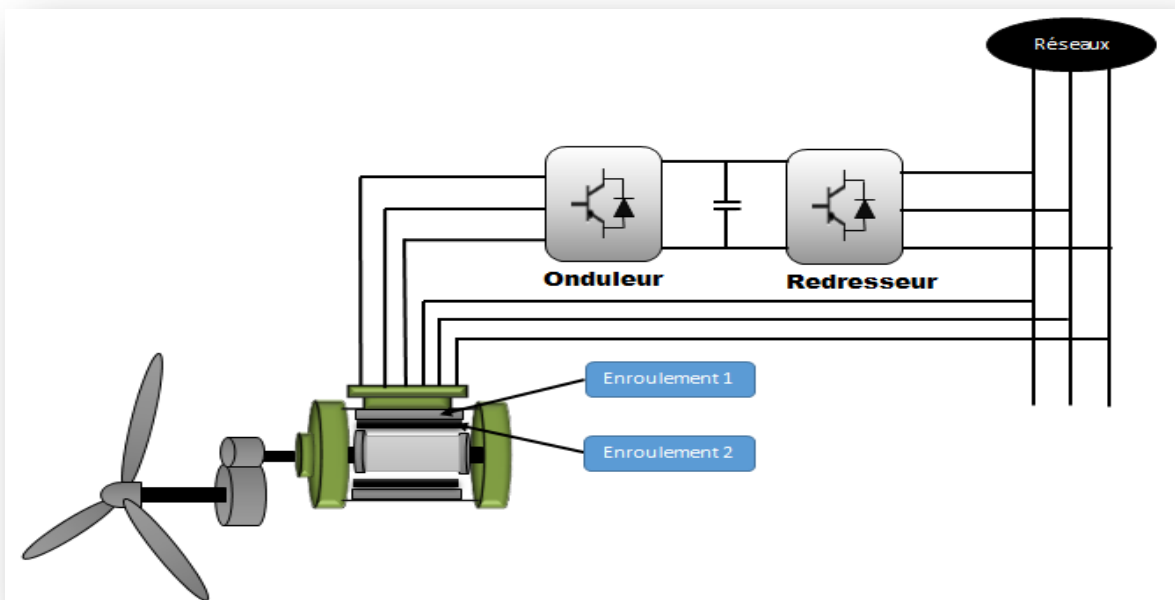 Réseaux
Onduleur
Redresseur
Enroulement 1
Enroulement 2